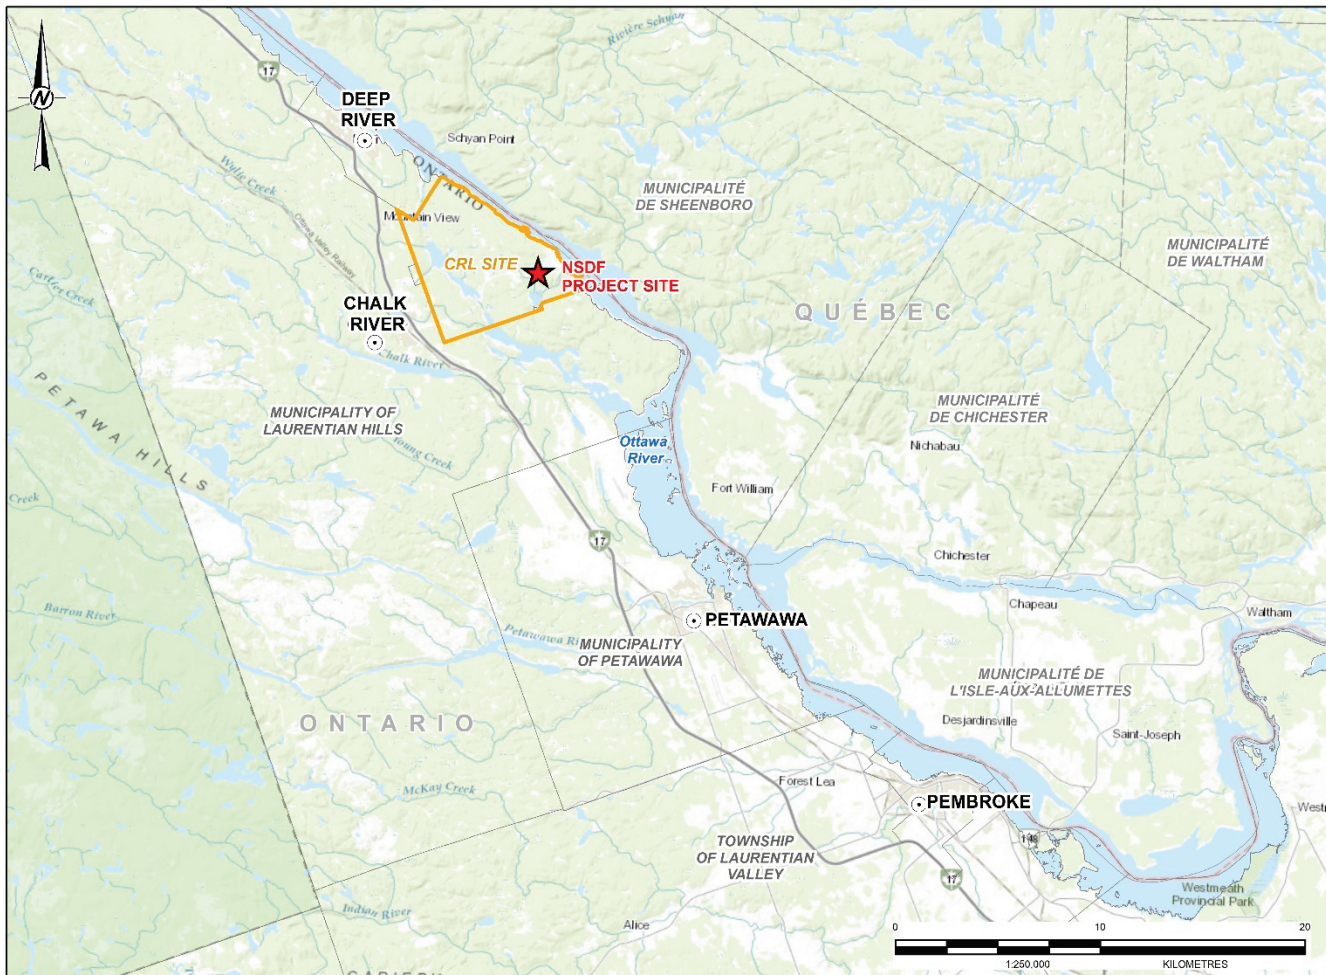 Rivière Schyan
17
DEEP
RIVER
Schyan Point
ONTARIO
Wylie Creek
Ottawa Valley Railway
Mountain View
MUNICIPALITÉ
DE SHEENBORO
MUNICIPALITÉ
DE WALTHAM
CRL SITE
NSDF
PROJECT SITE
Cartier Creek
CHALK
RIVER
QUÉBEC
Chalk River
PETAWAWA HILLS
MUNICIPALITY OF
LAURENTIAN HILLS
Young Creek
MUNICIPALITÉ
DE CHICHESTER
Nichabau
Ottawa
River
Fort William
Creek
17
Chichester
Chapeau
Waltham
Barron River
PETAWAWA
Petawawa Ri
MUNICIPALITY
OF PETAWAWA
MUNICIPALITÉ DE
L'ISLE-AUX-ALLUMETTES
ONTARIO
Desjardinsville
Saint-Joseph
McKay Creek
Forest Lea
PEMBROKE
148
TOWNSHIP
OF LAURENTIAN
VALLEY
17
Westmeath
Provincial Park
Indian River
Alice
0 10 20
1:250,000 KILOMETRES
N